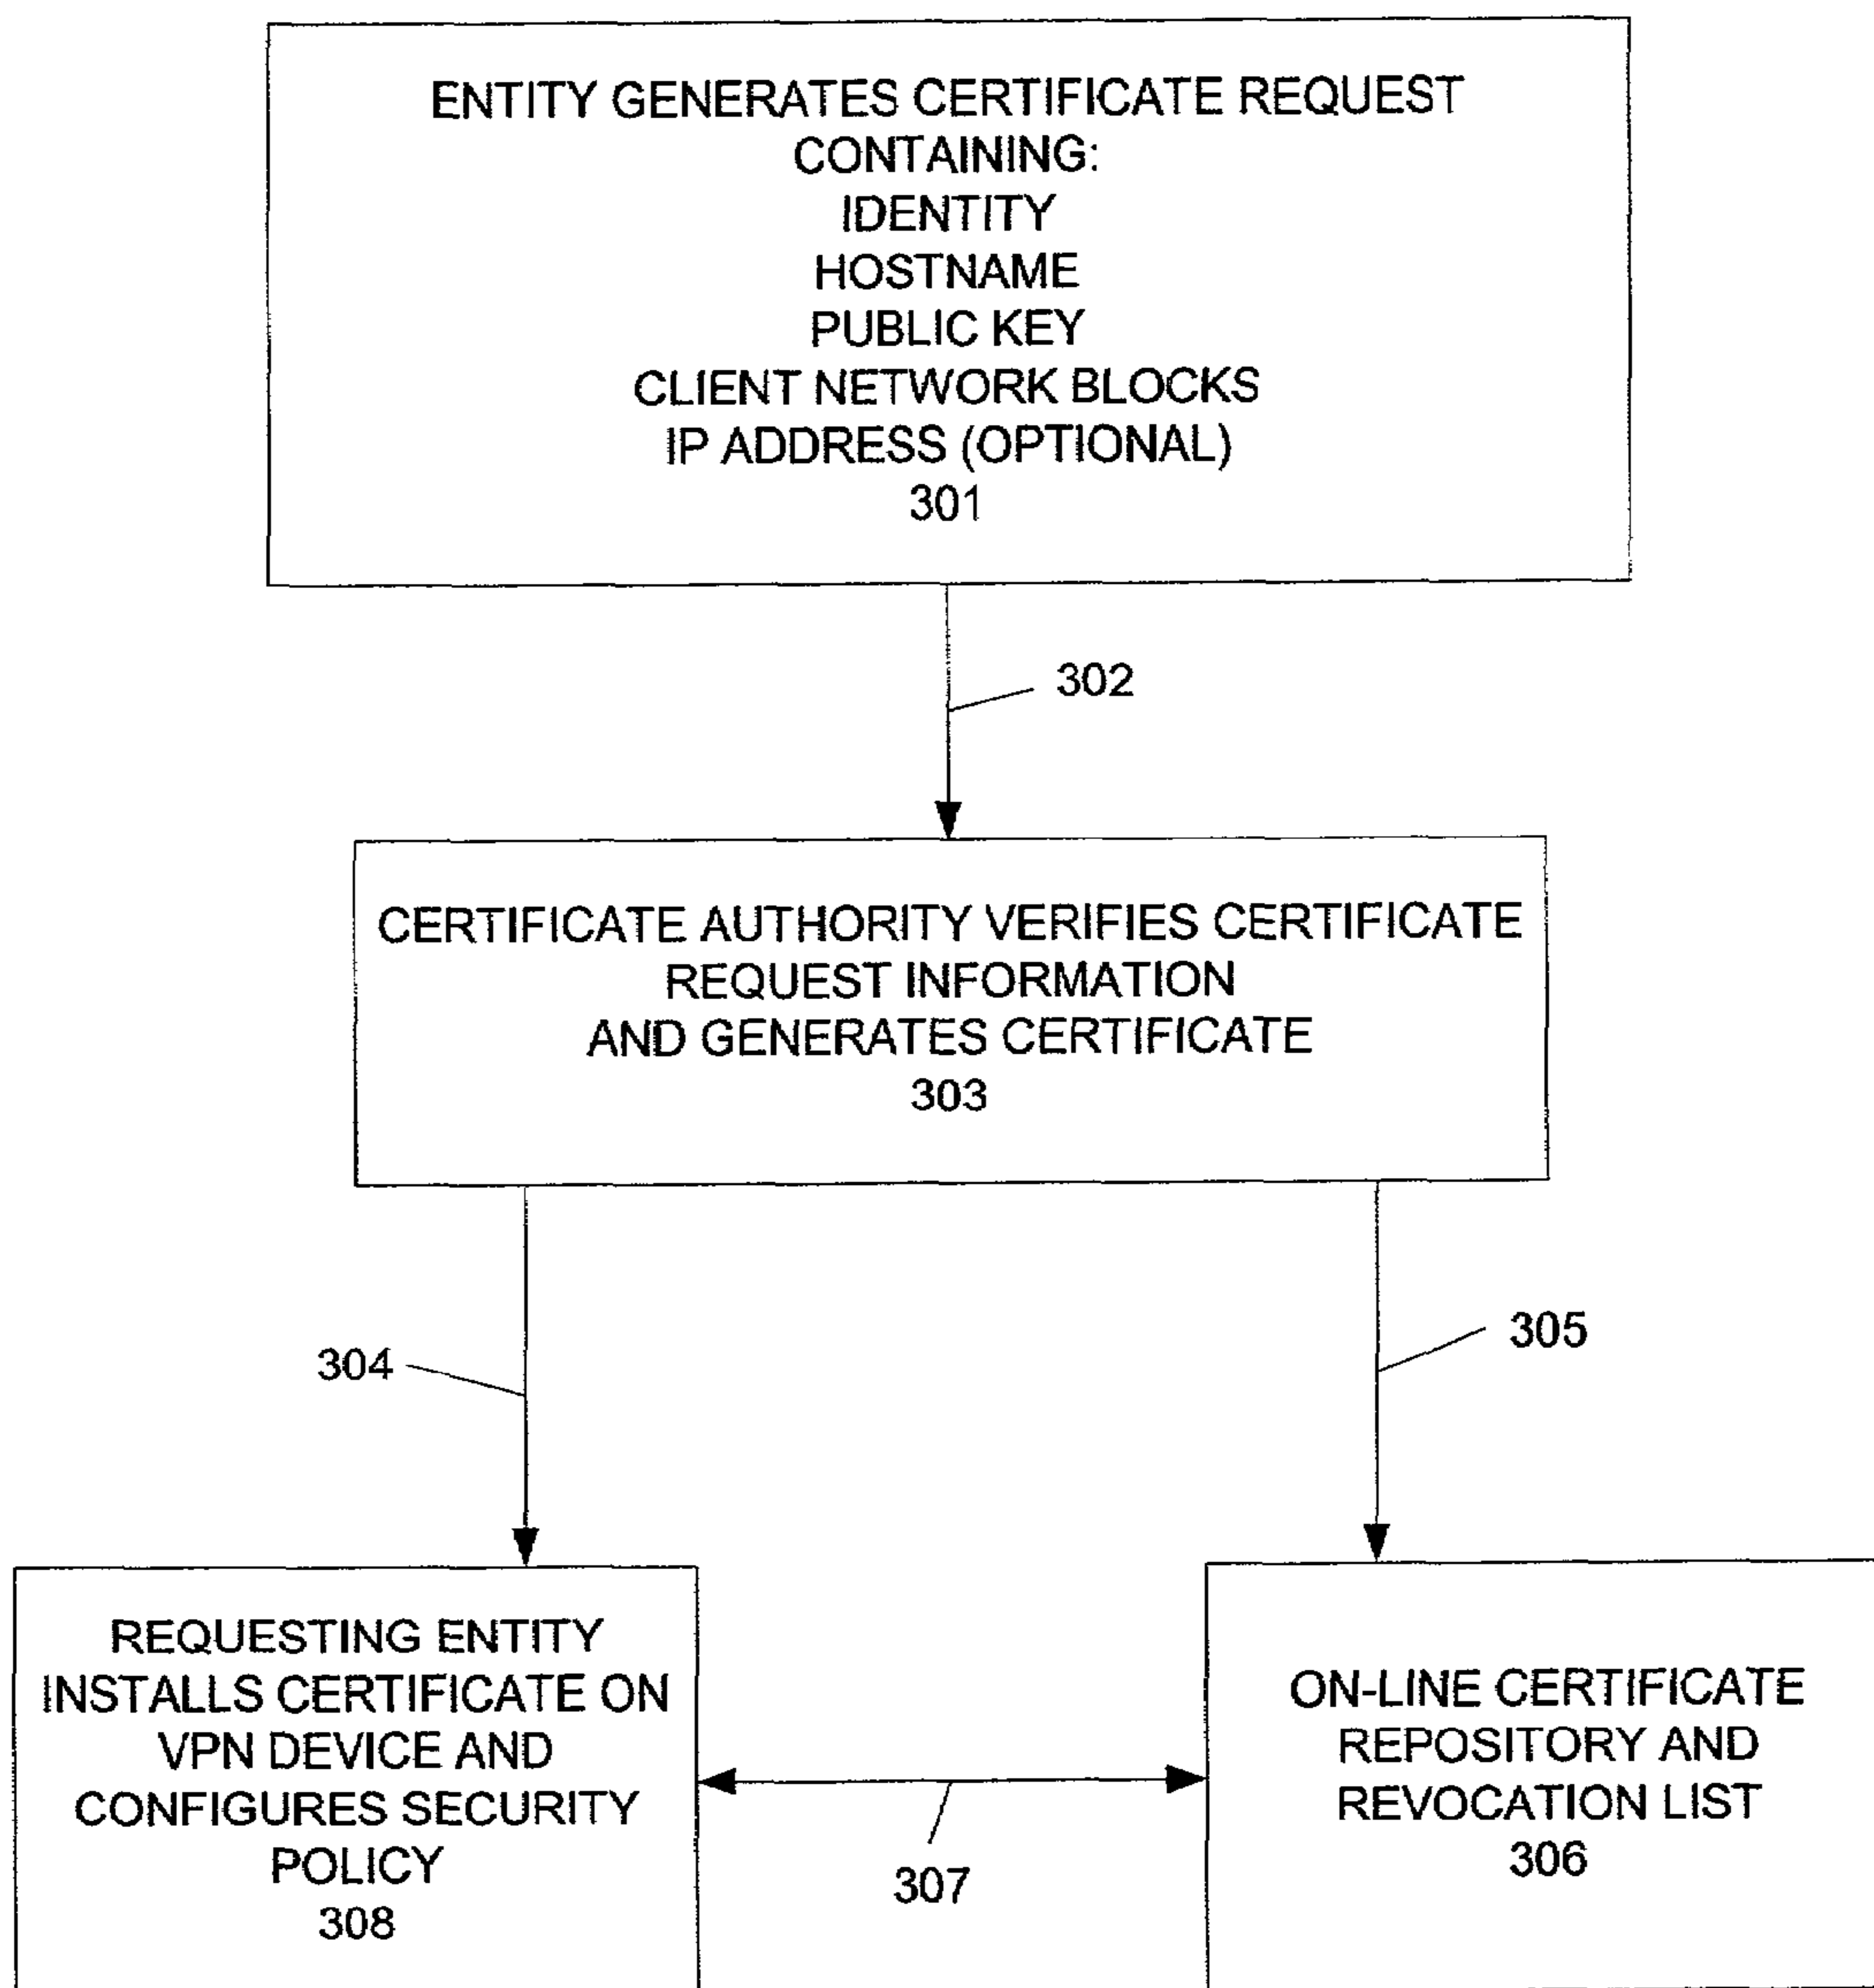 ENTITY GENERATES CERTIFICATE REQUEST
CONTAINING:
IDENTITY
HOSTNAME
PUBLIC KEY
CLIENT NETWORK BLOCKS
IP ADDRESS (OPTIONAL)
301
302
CERTIFICATE AUTHORITY VERIFIES CERTIFICATE
REQUEST INFORMATION
AND GENERATES CERTIFICATE
303
304
305
REQUESTING ENTITY
INSTALLS CERTIFICATE ON
VPN DEVICE AND
CONFIGURES SECURITY
POLICY
308
307
ON-LINE CERTIFICATE
REPOSITORY AND
REVOCATION LIST
306